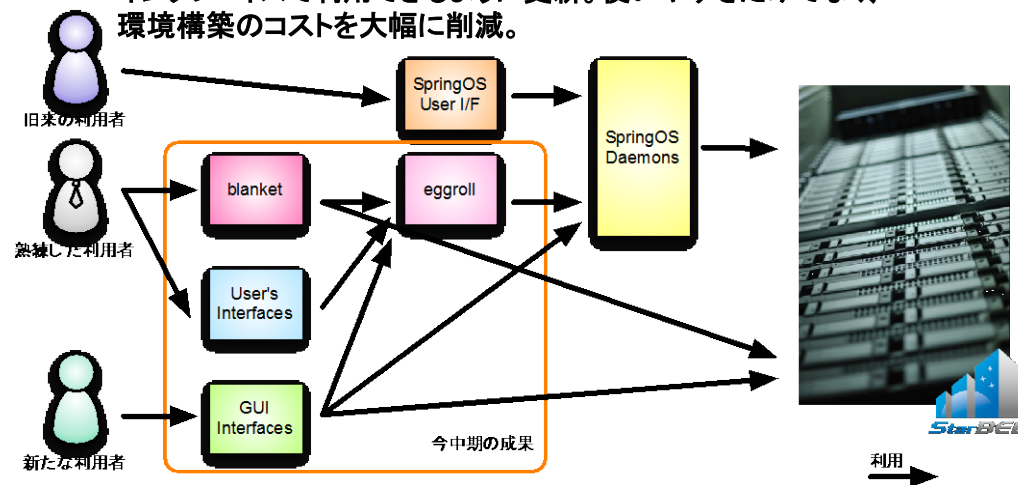 環境構築のコストを大幅に削減。
旧来の利用者
SpringOS
User I/F
SpringOS
Daemons
blanket
eggroll
熟練した利用者
User's
Interfaces
GUI
Interfaces
今中期の成果
新たな利用者
StarBED
利用